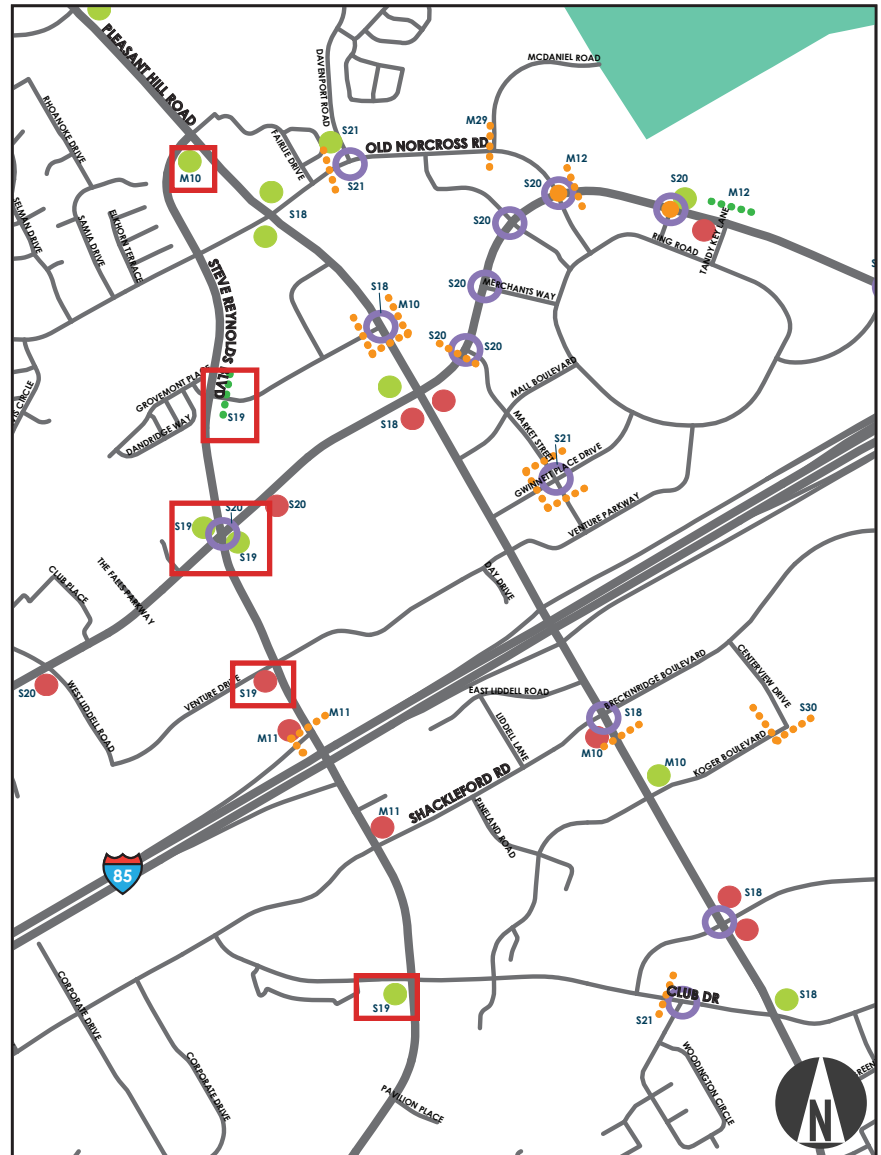 PLEASANT HILL ROAD
DAVENPORT ROAD
MCDANIEL ROAD
RHOANOKE DRIVE
M29
S21
OLD NORCROSS RD
FAIRLIE DRIVE
M12
M10
S21
S20
S20
M12
SELMAN DRIVE
SAMIA DRIVE
ELKHORN TERRACE
S18
S20
RING ROAD
TANDY KEY LANE
STEVE REYNOLDS BLVD
S18
M10
S20
MERCHANTS WAY
S20
S20
GROVEMONT PLACE
MALL BOULEVARD
S19
S18
MARKET STREET
S21
DANDRIDGE WAY
GWINNETT PLACE DRIVE
S20
S20
S19
S19
VENTURE PARKWAY
CLUB PLACE
THE FALLS PARKWAY
DAY DRIVE
S20
WEST LIDDELL ROAD
VENTURE DRIVE
S19
EAST LIDDELL ROAD
BRECKINRIDGE BOULEVARD
CENTERVIEW DRIVE
M11
M11
LIDDELL LANE
S18
M10
S30
M10
KOGER BOULEVARD
SHACKLEFORD RD
M11
PINELAND ROAD
85
S18
CORPORATE DRIVE
S19
CLUB DR
S18
S21
CORPORATE DRIVE
WOODINGTON CIRCLE
PAVILION PLACE
N